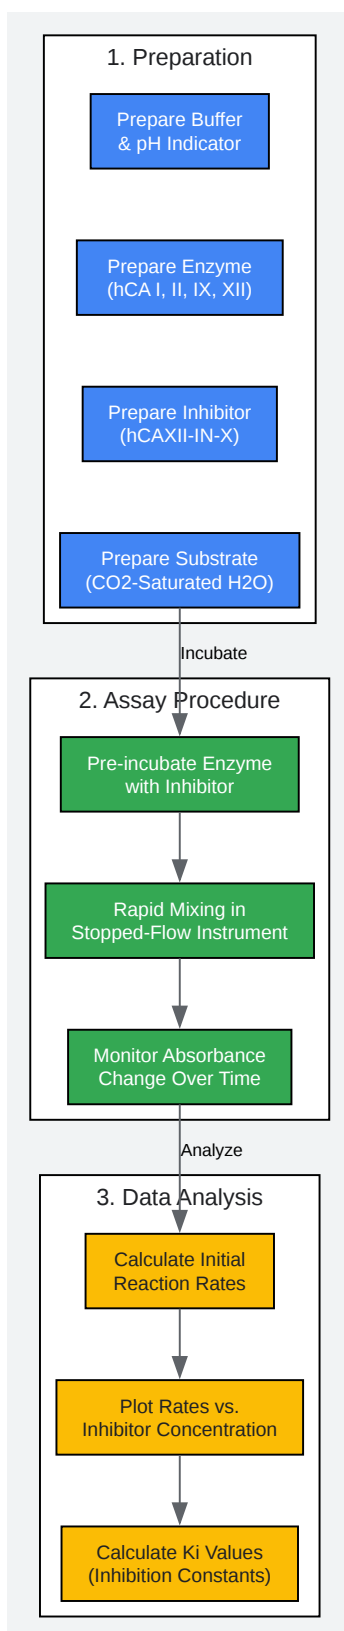 1. Preparation
Prepare Buffer
& pH Indicator
Prepare Enzyme
(hCA I, II, IX, XII)
Prepare Inhibitor
(hCAXII-IN-X)
Prepare Substrate
(CO2-Saturated H2O)
Incubate
2. Assay Procedure
Pre-incubate Enzyme
with Inhibitor
Rapid Mixing in
Stopped-Flow Instrument
Monitor Absorbance
Change Over Time
Analyze
3. Data Analysis
Calculate Initial
Reaction Rates
Plot Rates vs.
Inhibitor Concentration
Calculate Ki Values
(Inhibition Constants)